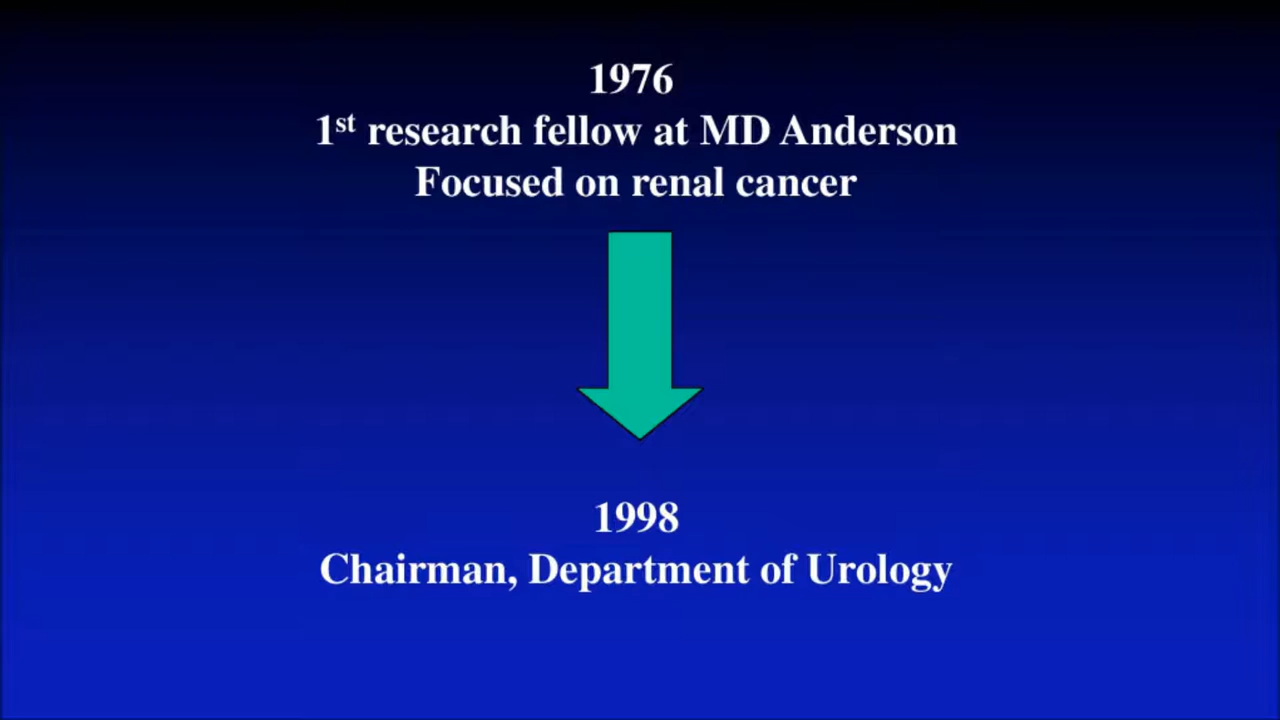 1976
1st research fellow at MD Anderson
Focused on renal cancer
1998
Chairman, Department of Urology